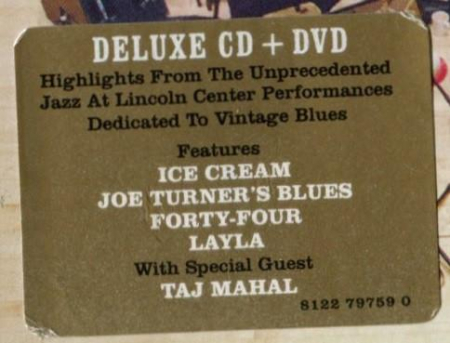 DELUXE CD + DVD
Highlights From The Unprecedented
Jazz At Lincoln Center Performances
Dedicated To Vintage Blues
Features
ICE CREAM
JOE TURNER'S BLUES
FORTY-FOUR
LAYLA
With Special Guest
TAJ MAHAL
8122 79759 0